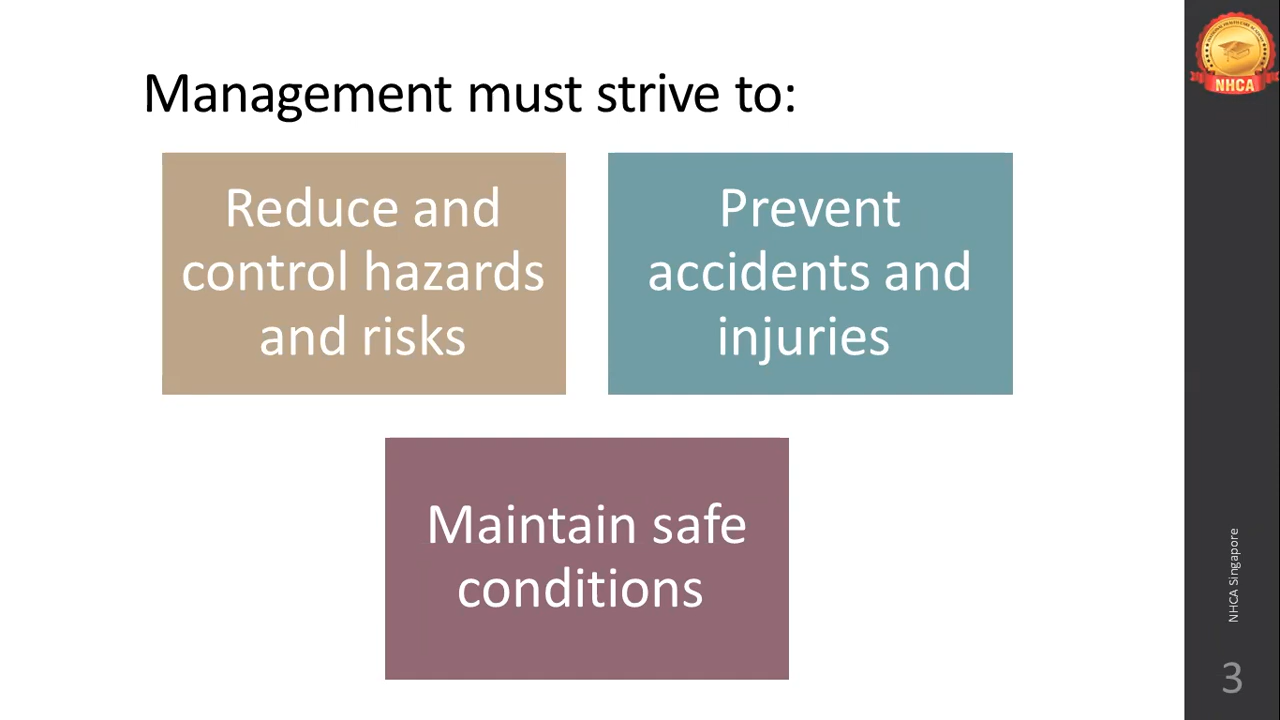 Management must strive to:
Reduce and
control hazards
and risks
Prevent
accidents and
injuries
Maintain safe
conditions
NHCA
NHCA Singapore
3